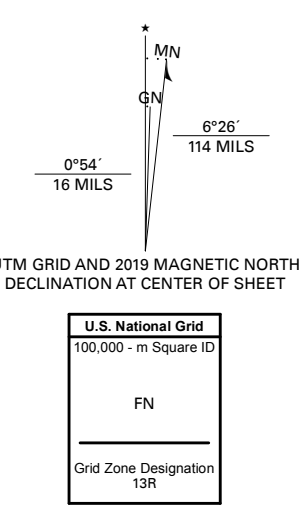 ★
MN
GN
6°26´
114 MILS
0°54´
16 MILS
UTM GRID AND 2019 MAGNETIC NORTH
DECLINATION AT CENTER OF SHEET
U.S. National Grid
100,000 - m Square ID
FN
Grid Zone Designation
13R